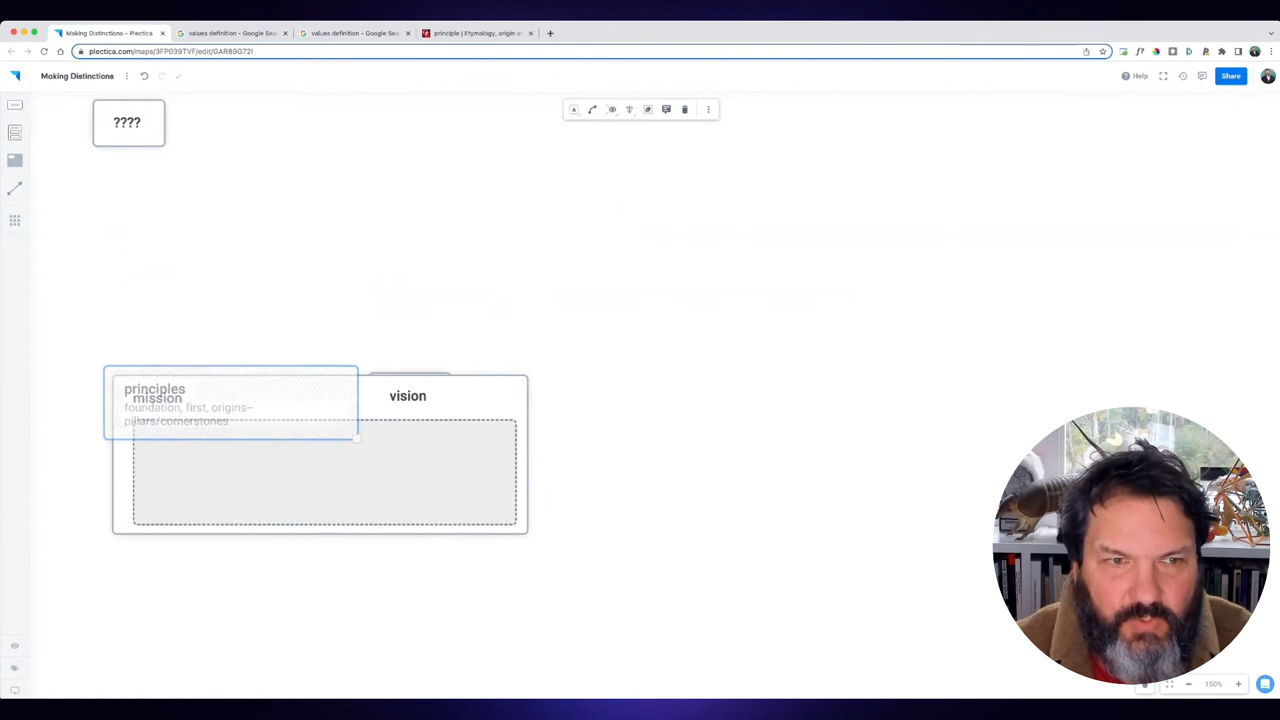 Making Distinctions - Plectica
values definition - Google Sea
values definition - Google Sea
principle | Etymology, origin a
plectica.com/maps/3FP039TVF/edit/GAR89G72I
Making Distinctions
Help
Share
????
principles
mission
vision
foundation, first, origins–
pillars/cornerstones
150%